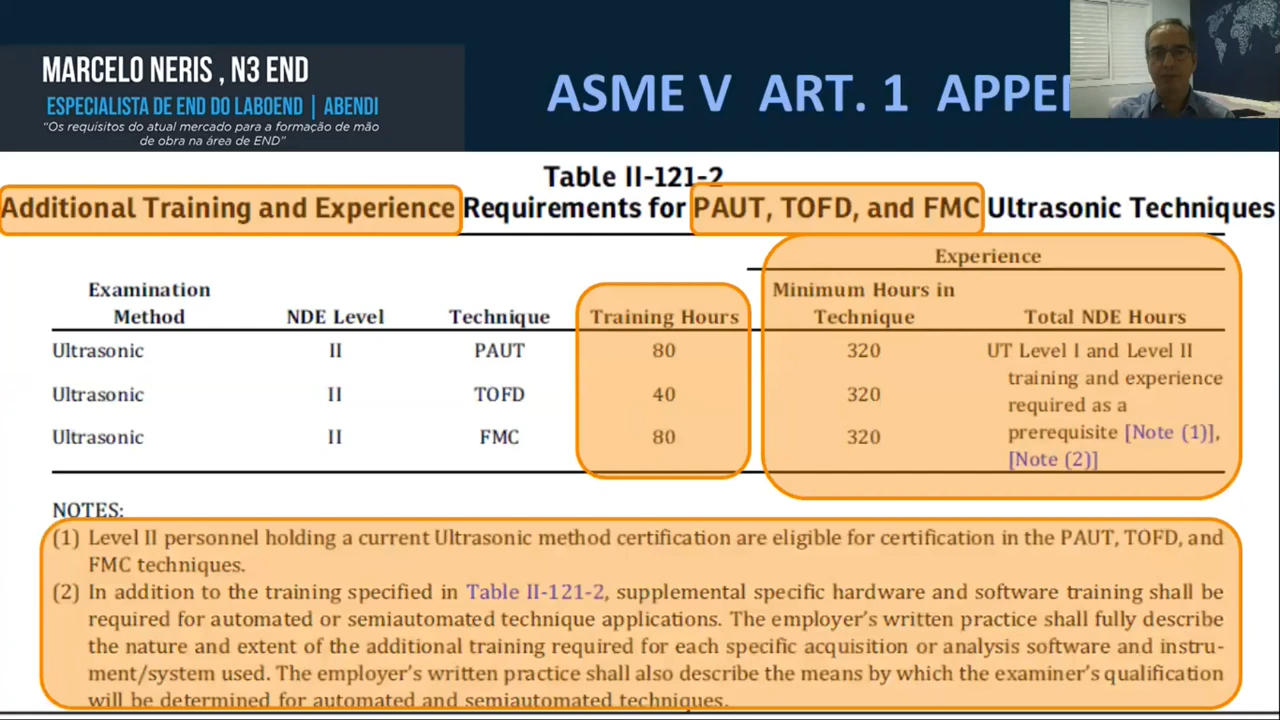 MARCELO NERIS , N3 END
ESPECIALISTA DE END DO LABOEND | ABENDI
“Os requisitos do atual mercado para a formação de mão
de obra na área de END”
ASME V ART. 1
Table II-121-2
Additional Training and Experience Requirements for PAUT, TOFD, and FMC Ultrasonic Techniques
Experience
Examination Minimum Hours in
Method NDE Level Technique Training Hours Technique Total NDE Hours
Ultrasonic II PAUT 80 320 UT Level I and Level II
training and experience
Ultrasonic II TOFD 40 320 required as a
Ultrasonic II FMC 80 320 prerequisite [Note (1)],
[Note (2)]
NOTES:
(1) Level II personnel holding a current Ultrasonic method certification are eligible for certification in the PAUT, TOFD, and
FMC techniques.
(2) In addition to the training specified in Table II-121-2, supplemental specific hardware and software training shall be
required for automated or semiautomated technique applications. The employer’s written practice shall fully describe
the nature and extent of the additional training required for each specific acquisition or analysis software and instru-
ment/system used. The employer’s written practice shall also describe the means by which the examiner’s qualification
will be determined for automated and semiautomated techniques.